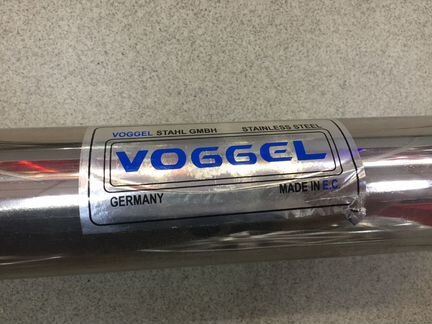 VOGGEL STAHL GMBH STAINLESS STEEL
VOGGEL
GERMANY MADE IN E.C.